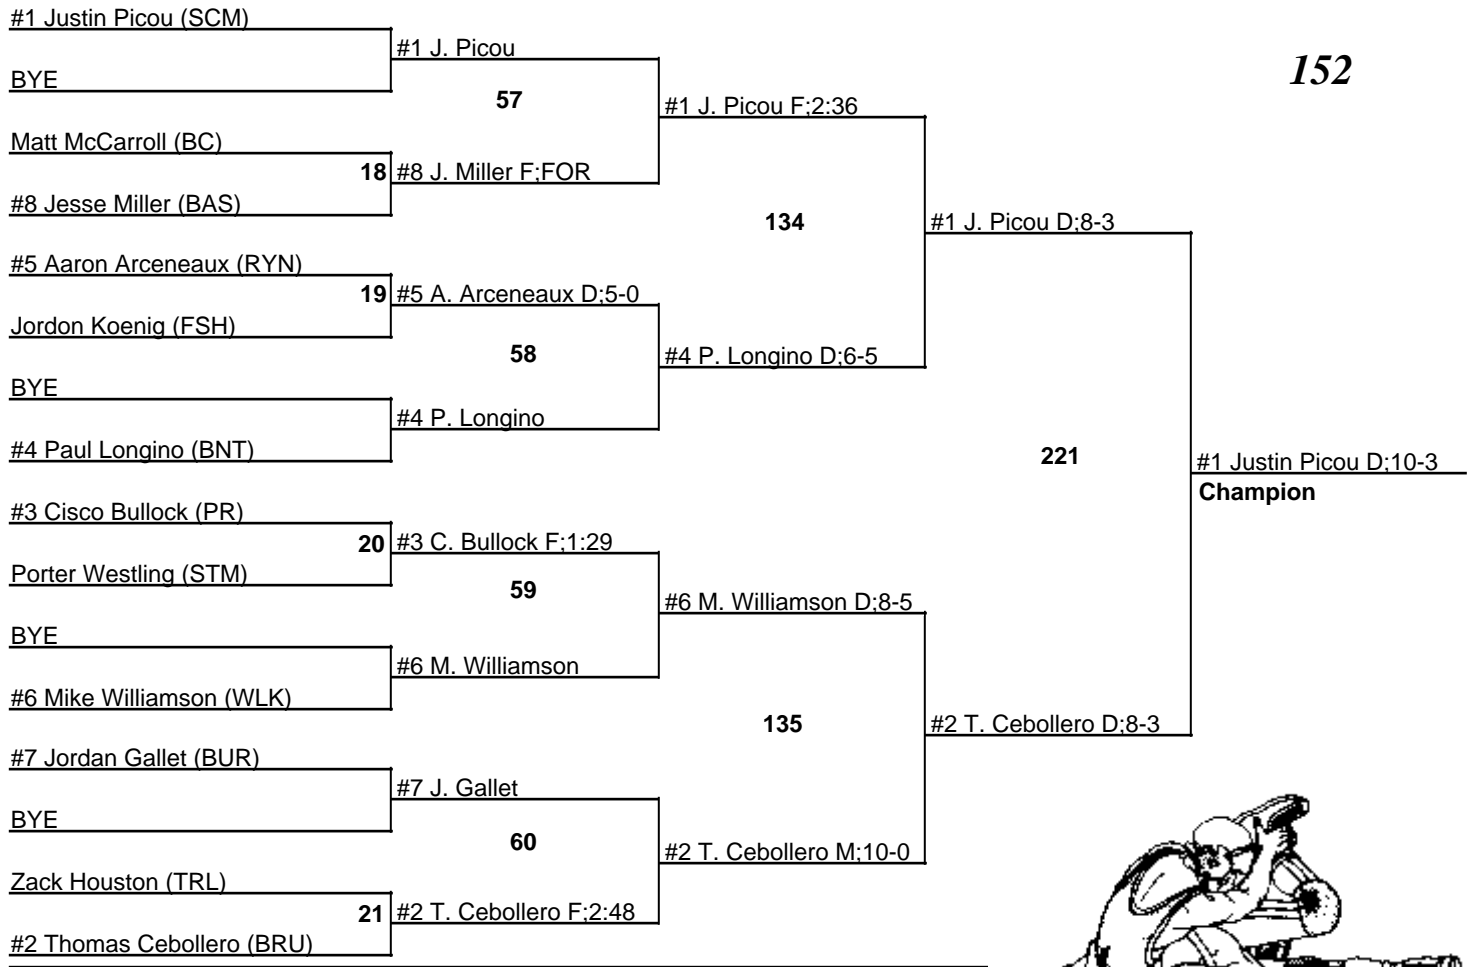 #1 Justin Picou (SCM)
#1 J. Picou
152
BYE
57
#1 J. Picou F;2:36
Matt McCarroll (BC)
18 #8 J. Miller F;FOR
#8 Jesse Miller (BAS)
134
#1 J. Picou D;8-3
#5 Aaron Arceneaux (RYN)
19 #5 A. Arceneaux D;5-0
Jordon Koenig (FSH)
58
#4 P. Longino D;6-5
BYE
#4 P. Longino
#4 Paul Longino (BNT)
221
#1 Justin Picou D;10-3
Champion
#3 Cisco Bullock (PR)
20 #3 C. Bullock F;1:29
Porter Westling (STM)
59
#6 M. Williamson D;8-5
BYE
#6 M. Williamson
#6 Mike Williamson (WLK)
135
#2 T. Cebollero D;8-3
#7 Jordan Gallet (BUR)
#7 J. Gallet
BYE
60
#2 T. Cebollero M;10-0
Zack Houston (TRL)
21 #2 T. Cebollero F;2:48
#2 Thomas Cebollero (BRU)